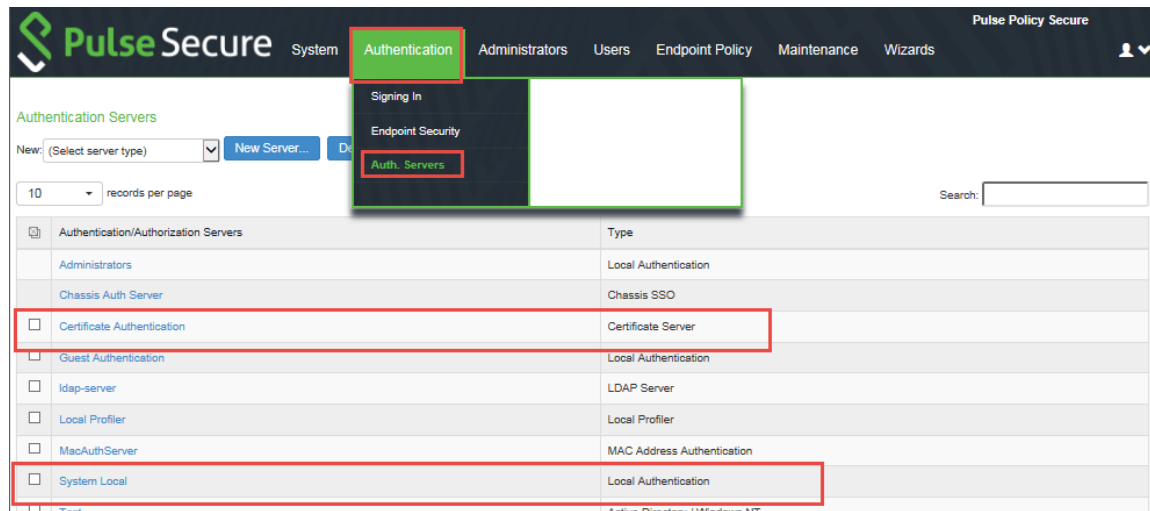 Pulse Policy Secure
Pulse Secure System Authentication Administrators Users Endpoint Policy Maintenance Wizards
Signing In
Endpoint Security
Auth. Servers
Authentication Servers
New: (Select server type) New Server...
10 records per page
Search:
Authentication/Authorization Servers Type
Administrators Local Authentication
Chassis Auth Server Chassis SSO
Certificate Authentication Certificate Server
Guest Authentication Local Authentication
ldap-server LDAP Server
Local Profiler Local Profiler
MacAuthServer MAC Address Authentication
System Local Local Authentication